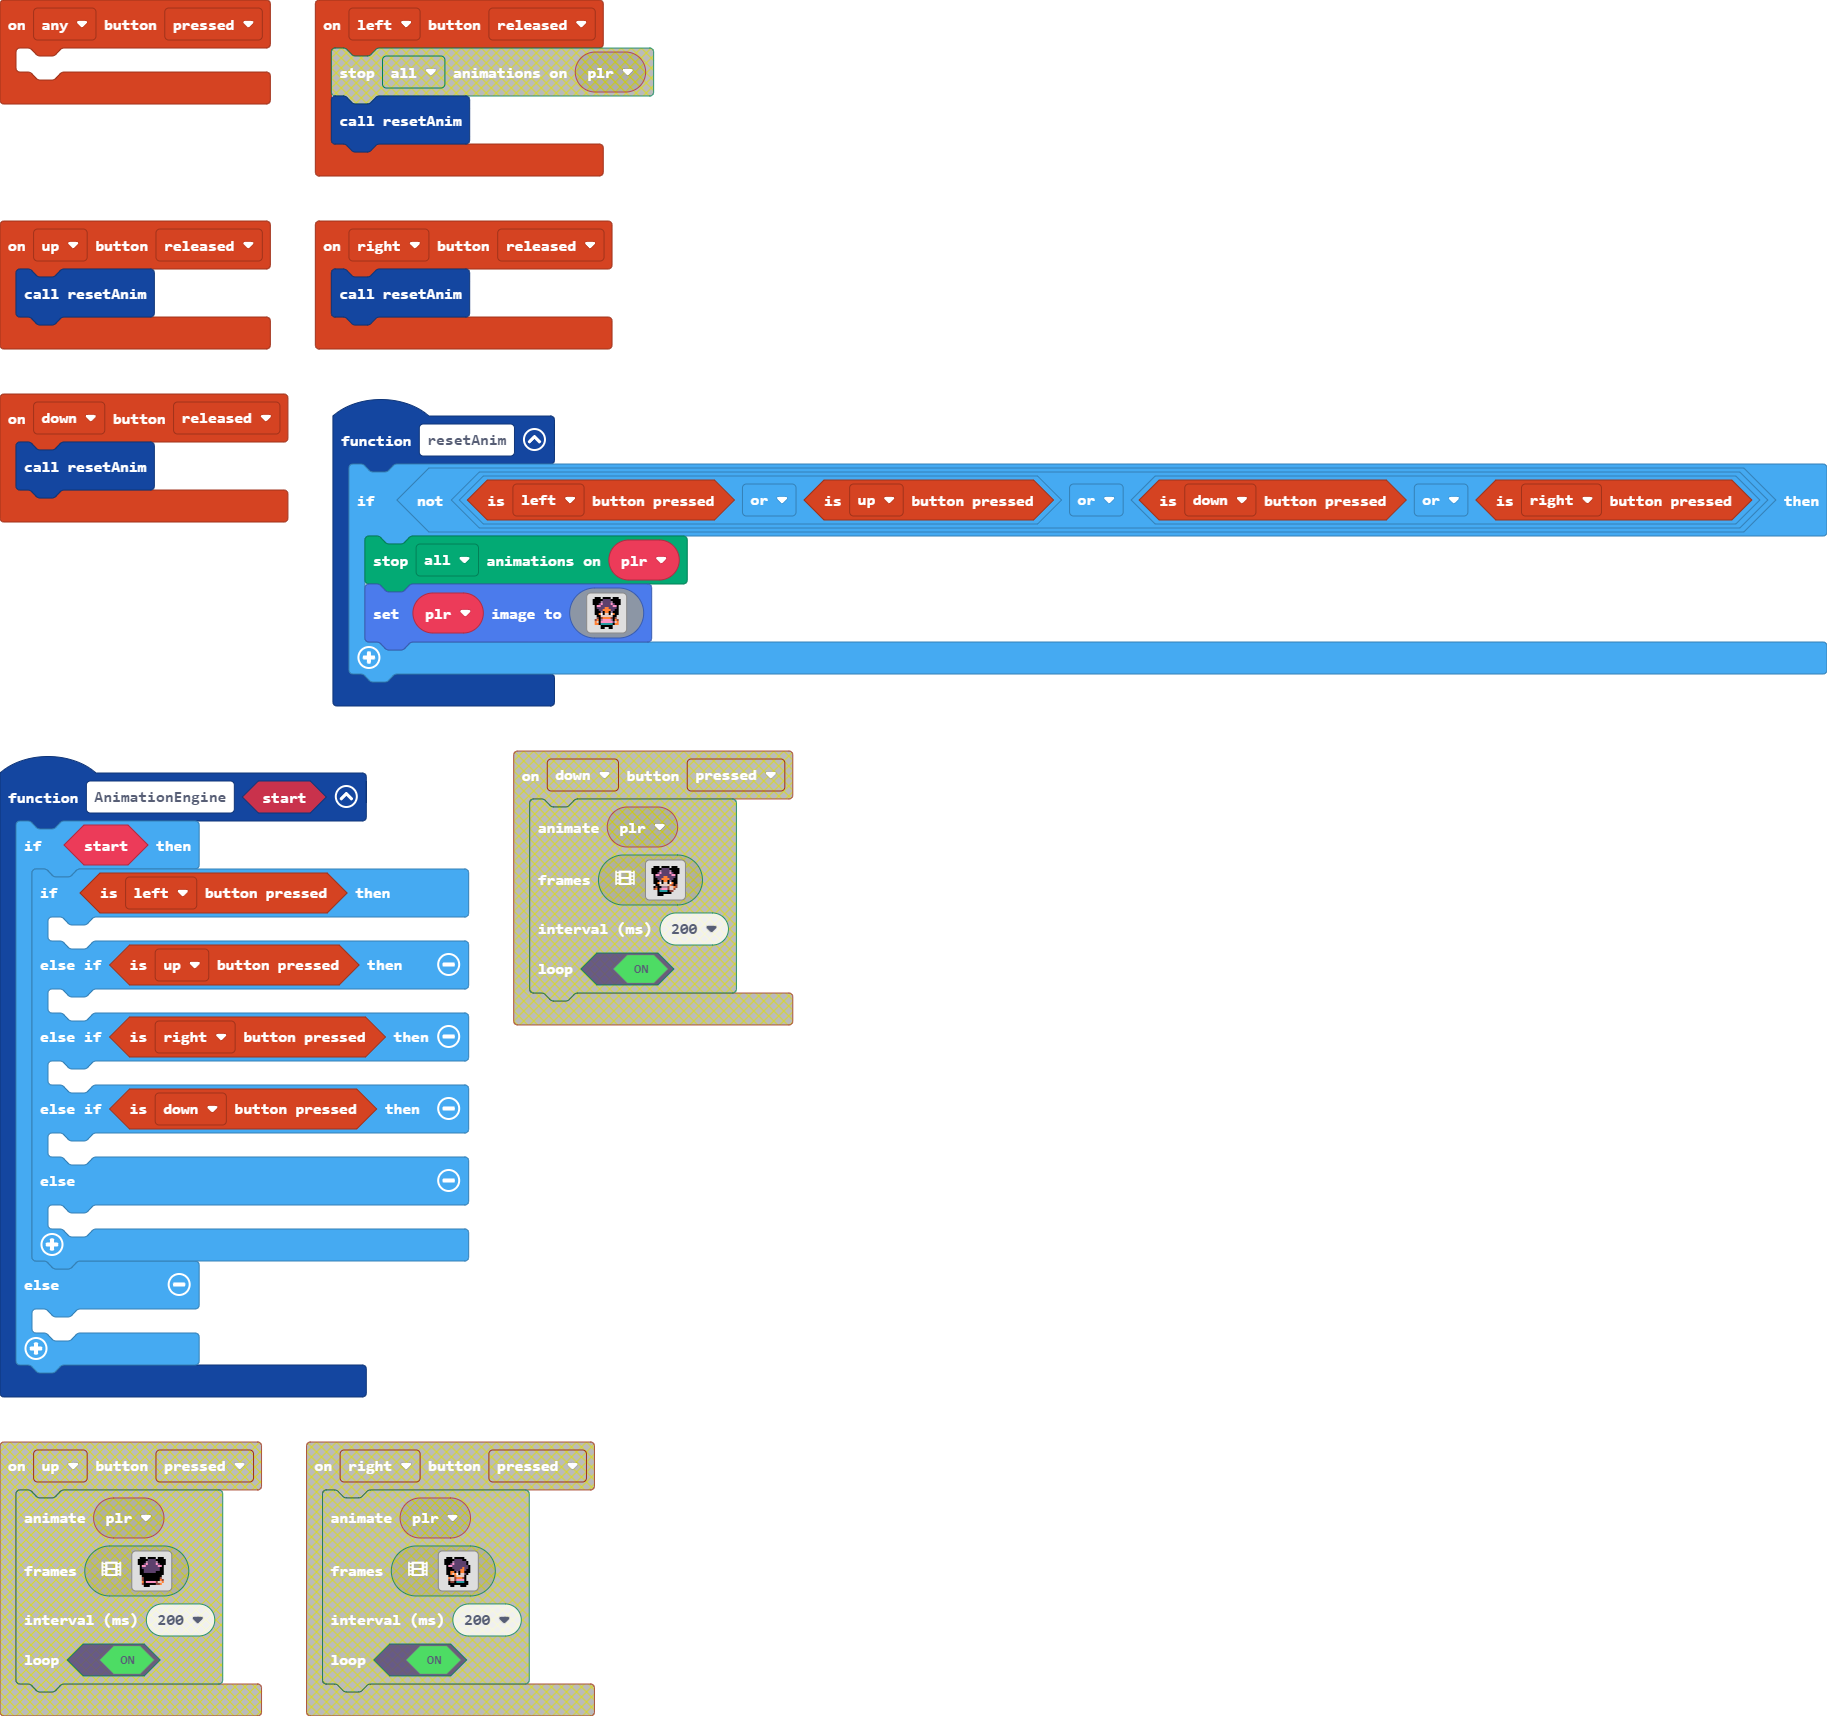 on any button pressed
on left button released
stop all animations on plr
call resetAnim
on up button released
call resetAnim
on right button released
call resetAnim
on down button released
call resetAnim
function resetAnim
if not is left button pressed or is up button pressed or is down button pressed or is right button pressed then
stop all animations on plr
set plr image to
function AnimationEngine start
if start then
if is left button pressed then
else if is up button pressed then
else if is right button pressed then
else if is down button pressed then
else
else
on down button pressed
animate plr
frames
interval (ms) 200
loop ON
on up button pressed
animate plr
frames
interval (ms) 200
loop ON
on right button pressed
animate plr
frames
interval (ms) 200
loop ON